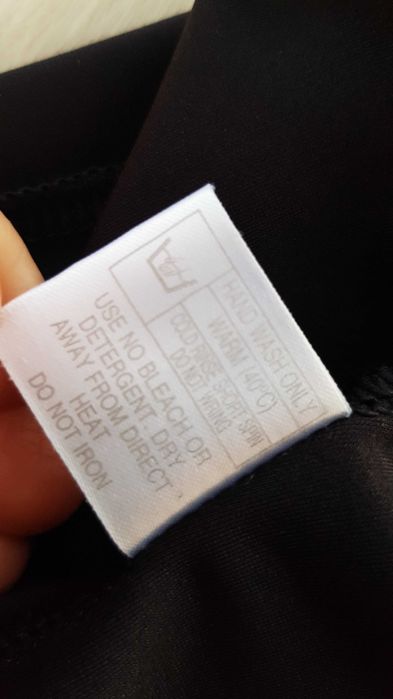 HAND WASH ONLY
WARM (40°C)
COLD RINSE. SHORT SPIN
DO NOT WRING
USE NO BLEACH OR
DETERGENT. DRY
AWAY FROM DIRECT
HEAT
DO NOT IRON